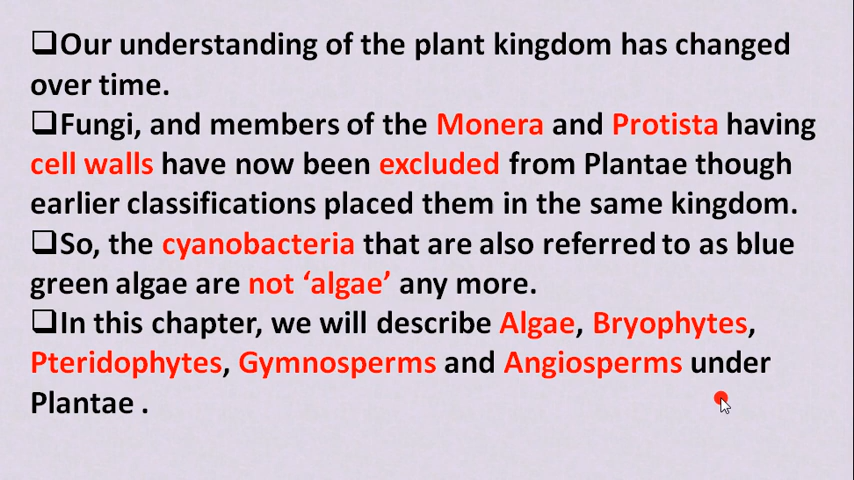 ❑Our understanding of the plant kingdom has changed
over time.
❑Fungi, and members of the Monera and Protista having
cell walls have now been excluded from Plantae though
earlier classifications placed them in the same kingdom.
❑So, the cyanobacteria that are also referred to as blue
green algae are not ‘algae’ any more.
❑In this chapter, we will describe Algae, Bryophytes,
Pteridophytes, Gymnosperms and Angiosperms under
Plantae .